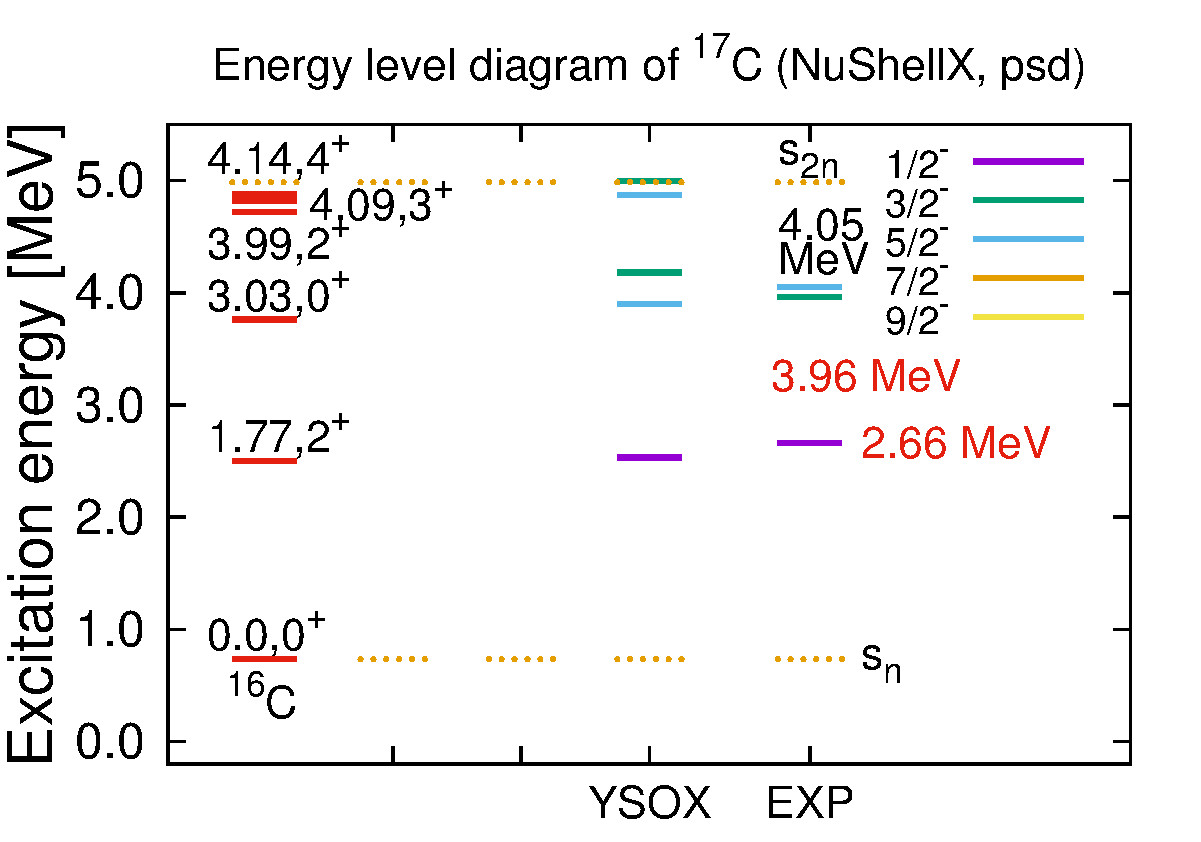 Energy level diagram of ¹⁷C (NuShellX, psd)
Excitation energy [MeV]
5.0
4.0
3.0
2.0
1.0
0.0
4.14,4⁺
4.09,3⁺
3.99,2⁺
3.03,0⁺
1.77,2⁺
0.0,0⁺
¹⁶C
s₂ₙ
4.05
MeV
3.96 MeV
2.66 MeV
sₙ
1/2⁻
3/2⁻
5/2⁻
7/2⁻
9/2⁻
YSOX EXP